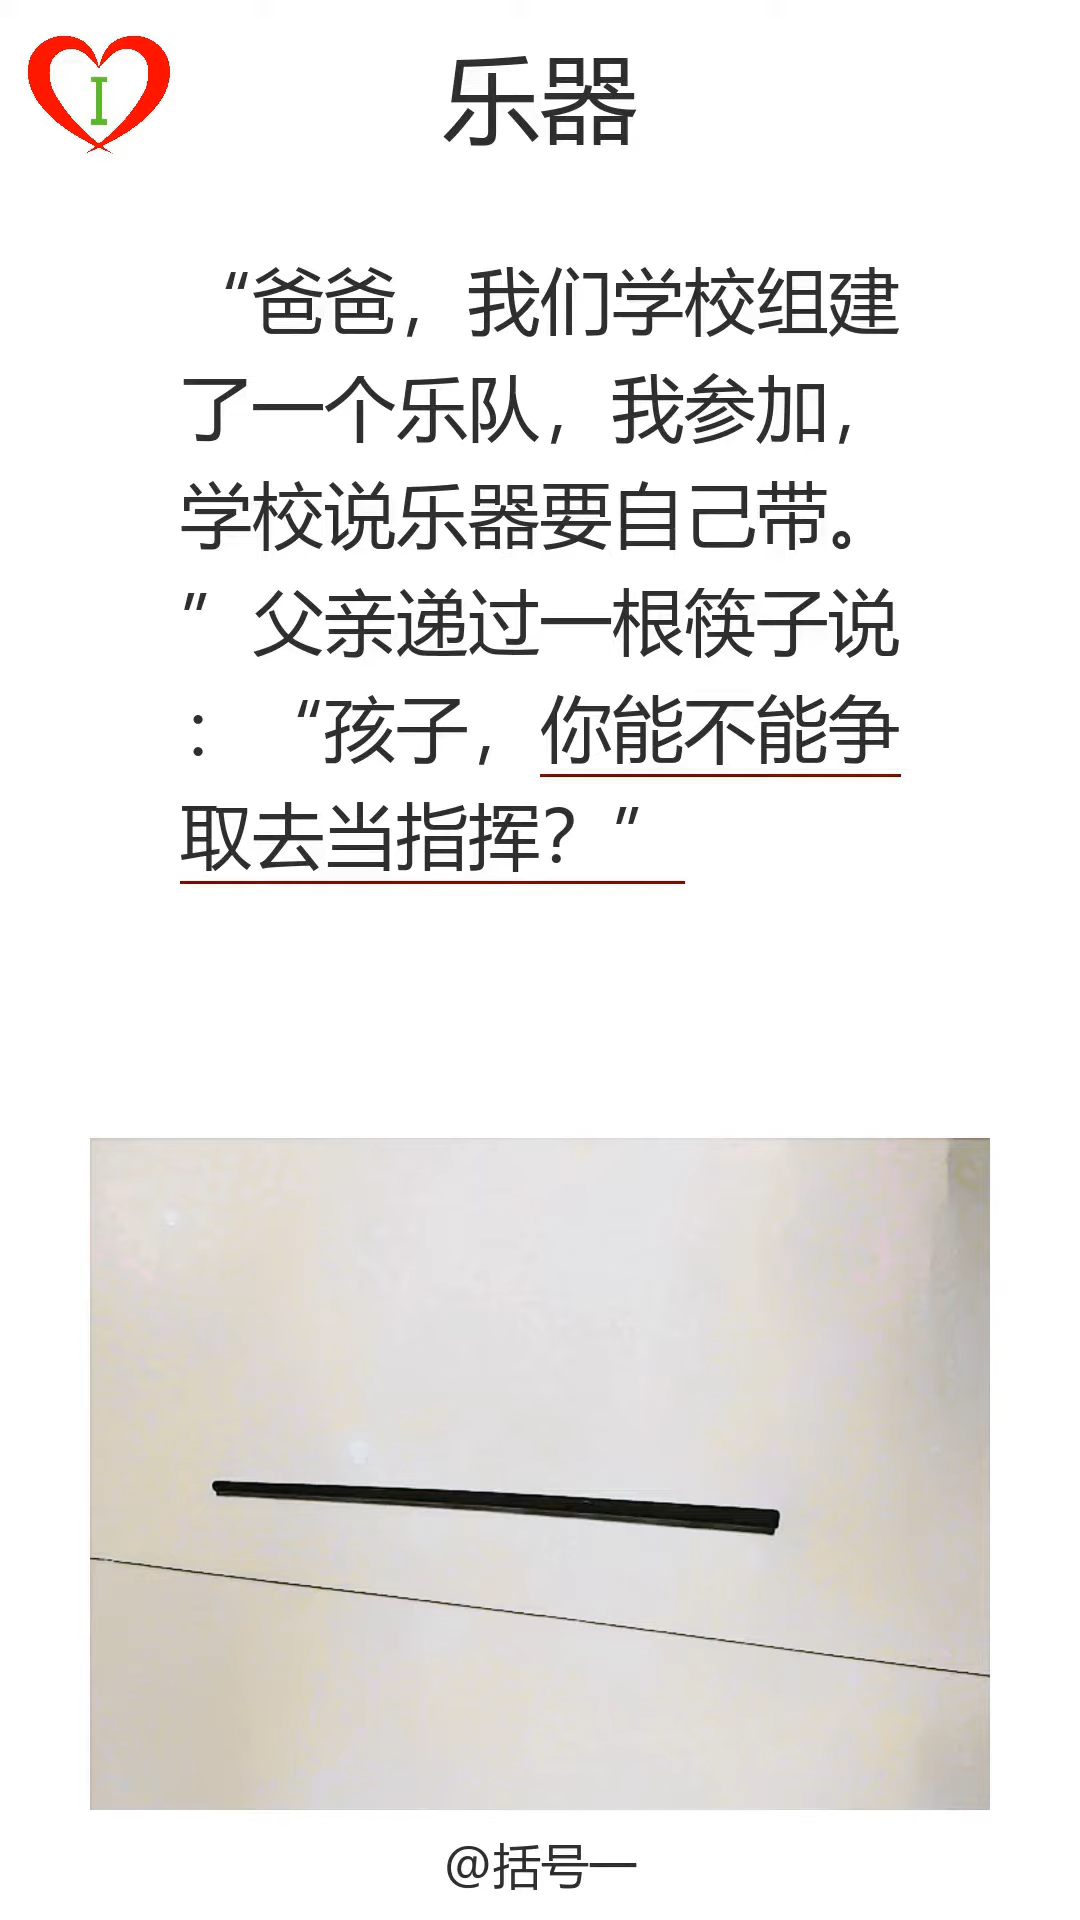 I
乐器
“爸爸，我们学校组建
了一个乐队，我参加，
学校说乐器要自己带。
”父亲递过一根筷子说
：“孩子，你能不能争
取去当指挥？”
@括号一